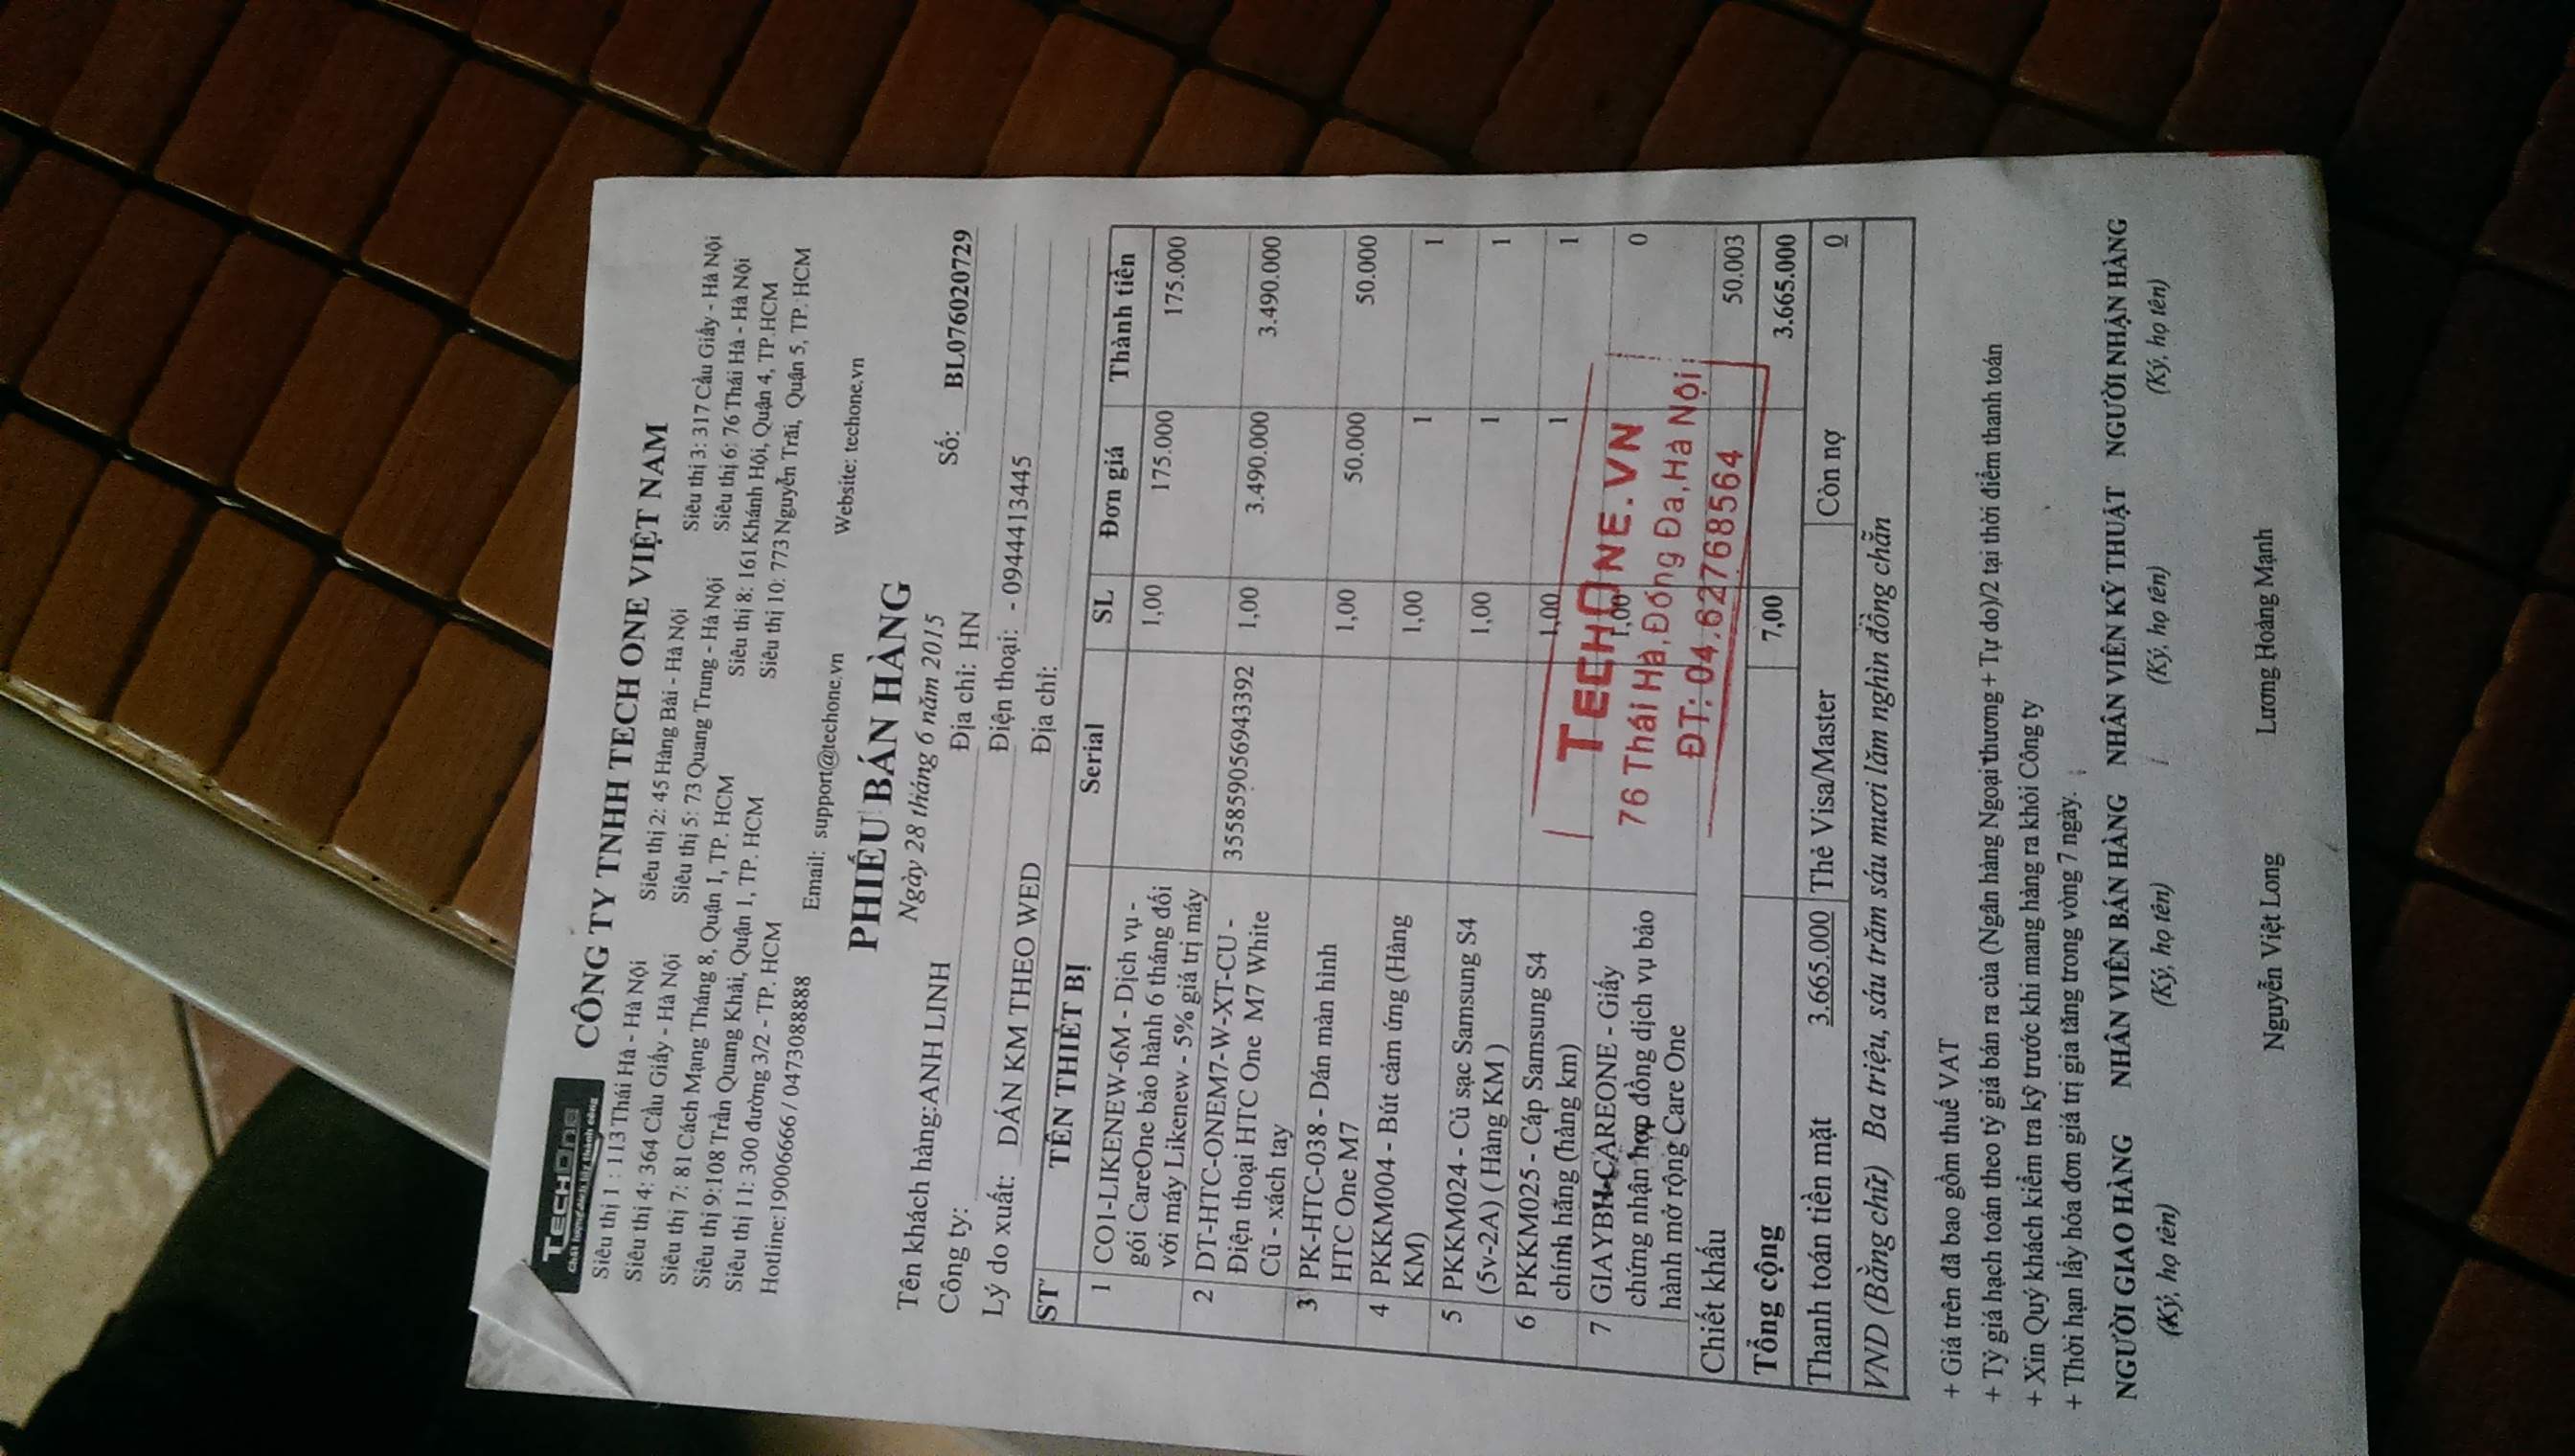 TECHONE
Chất lượng cách tay thành công
CÔNG TY TNHH TECH ONE VIỆT NAM
Siêu thị 1 : 113 Thái Hà - Hà Nội Siêu thị 2: 45 Hàng Bài - Hà Nội Siêu thị 3: 317 Cầu Giấy - Hà Nội
Siêu thị 4: 364 Cầu Giấy - Hà Nội Siêu thị 5: 73 Quang Trung - Hà Nội Siêu thị 6: 76 Thái Hà - Hà Nội
Siêu thị 7: 81 Cách Mạng Tháng 8, Quận 1, TP. HCM Siêu thị 8: 161 Khánh Hội, Quận 4, TP.HCM
Siêu thị 9:108 Trần Quang Khải, Quận 1, TP. HCM Siêu thị 10: 773 Nguyễn Trãi, Quận 5, TP. HCM
Siêu thị 11: 300 đường 3/2 - TP. HCM
Hotline:19006666 / 0473088888 Email: support@techone.vn Website: techone.vn
PHIẾU BÁN HÀNG
Ngày 28 tháng 6 năm 2015 Số: BL076020729
Tên khách hàng:ANH LINH Địa chỉ: HN
Công ty: Điện thoại: - 0944413445
Lý do xuất: DÁN KM THEO WED Địa chỉ:
ST TÊN THIẾT BỊ Serial SL Đơn giá Thành tiền
1 CO1-LIKENEW-6M - Dịch vụ - 1,00 175.000 175.000
gói CareOne bảo hành 6 tháng đối
với máy Likenew - 5% giá trị máy
2 DT-HTC-ONEM7-W-XT-CU - 355859056943392 1,00 3.490.000 3.490.000
Điện thoại HTC One M7 White
Cũ - xách tay
3 PK-HTC-038 - Dán màn hình 1,00 50.000 50.000
HTC One M7
4 PKKM004 - Bút cảm ứng (Hàng 1,00 1 1
KM)
5 PKKM024 - Củ sạc Samsung S4 1,00 1 1
(5v-2A) ( Hàng KM )
6 PKKM025 - Cáp Samsung S4 1,00 1 1
chính hãng (hàng km)
7 GIAYBH-CAREONE - Giấy 1,00 0
chứng nhận hợp đồng dịch vụ bảo
hành mở rộng Care One
TECHONE.VN
76 Thái Hà, Đống Đa, Hà Nội
ĐT: 04.62768564
Chiết khấu 50.003
Tổng cộng 7,00 3.665.000
Thanh toán tiền mặt 3.665.000 Thẻ Visa/Master Còn nợ 0
VND (Bằng chữ) Ba triệu, sáu trăm sáu mươi lăm nghìn đồng chẵn
+ Giá trên đã bao gồm thuế VAT
+ Tỷ giá hạch toán theo tỷ giá bán ra của (Ngân hàng Ngoại thương + Tự do)/2 tại thời điểm thanh toán
+ Xin Quý khách kiểm tra kỹ trước khi mang hàng ra khỏi Công ty
+ Thời hạn lấy hóa đơn giá trị gia tăng trong vòng 7 ngày.
NGƯỜI GIAO HÀNG NHÂN VIÊN BÁN HÀNG NHÂN VIÊN KỸ THUẬT NGƯỜI NHẬN HÀNG
(Ký, họ tên) (Ký, họ tên) (Ký, họ tên) (Ký, họ tên)
Nguyễn Việt Long Lương Hoàng Mạnh